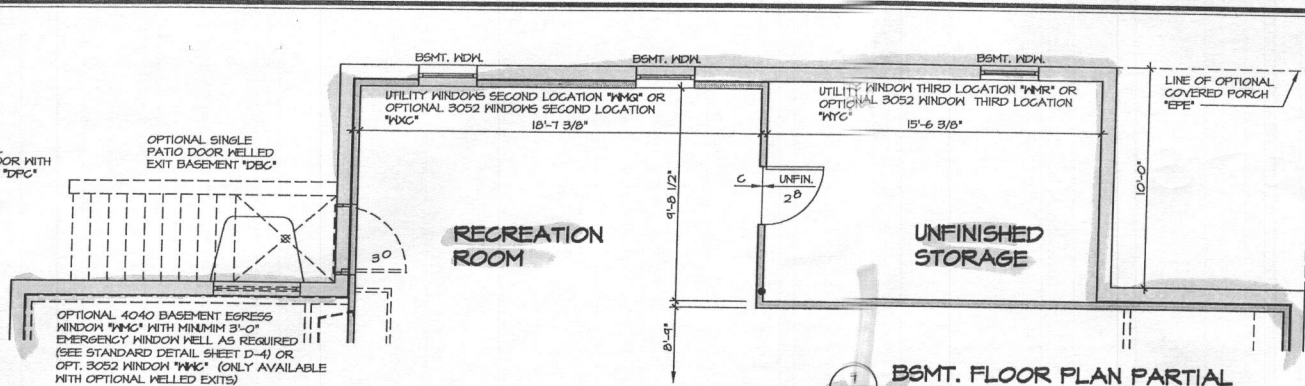 BSMT. WDW.
BSMT. WDW.
BSMT. WDW.
UTILITY WINDOWS SECOND LOCATION "WMQ" OR
OPTIONAL 3052 WINDOWS SECOND LOCATION
"WXC"
18'-7 3/8"
UTILITY WINDOW THIRD LOCATION "WMR" OR
OPTIONAL 3052 WINDOW THIRD LOCATION
"WYC"
15'-6 3/8"
LINE OF OPTIONAL
COVERED PORCH
"EPE"
OPTIONAL SINGLE
PATIO DOOR WELLED
EXIT BASEMENT "DBC"
WITH
"DPC"
9'-8 1/2"
C
UNFIN.
2 8
10'-0"
30
RECREATION
ROOM
UNFINISHED
STORAGE
OPTIONAL 4040 BASEMENT EGRESS
WINDOW "WMC" WITH MINUMIM 3'-0"
EMERGENCY WINDOW WELL AS REQUIRED
(SEE STANDARD DETAIL SHEET D-4) OR
OPT. 3052 WINDOW "WWC" (ONLY AVAILABLE
WITH OPTIONAL WELLED EXITS)
8'-9"
BSMT. FLOOR PLAN PARTIAL